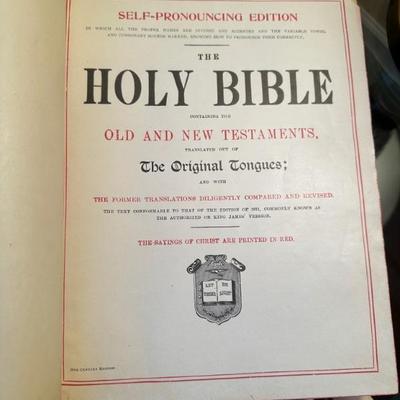 SELF-PRONOUNCING EDITION
IN WHICH ALL THE PROPER NAMES ARE DIVIDED AND ACCENTED AND THE VARIABLE VOWEL
AND CONSONANT SOUNDS MARKED, SHOWING HOW TO PRONOUNCE THEM CORRECTLY.
THE
HOLY BIBLE
CONTAINING THE
OLD AND NEW TESTAMENTS,
TRANSLATED OUT OF
The Original Tongues;
AND WITH
THE FORMER TRANSLATIONS DILIGENTLY COMPARED AND REVISED.
THE TEXT CONFORMABLE TO THAT OF THE EDITION OF 1611, COMMONLY KNOWN AS
THE AUTHORIZED OR KING JAMES' VERSION.
THE SAYINGS OF CHRIST ARE PRINTED IN RED.
LET THERE
BE LIGHT